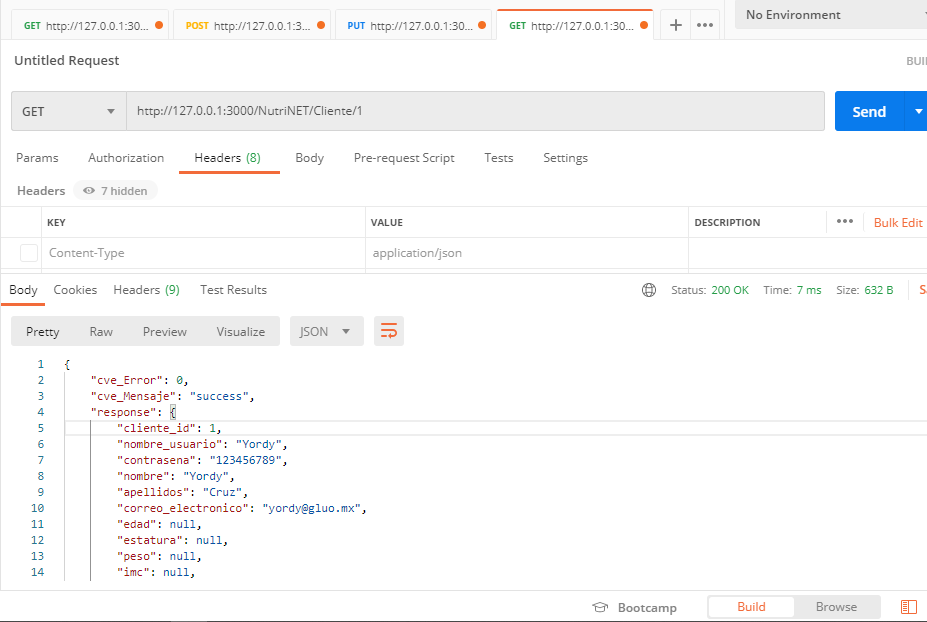 GET http://127.0.0.1:30... POST http://127.0.0.1:3... PUT http://127.0.0.1:30... GET http://127.0.0.1:30... + ••• No Environment
Untitled Request BUI
GET http://127.0.0.1:3000/NutriNET/Cliente/1 Send
Params Authorization Headers (8) Body Pre-request Script Tests Settings
Headers 7 hidden
KEY VALUE DESCRIPTION ••• Bulk Edit
Content-Type application/json
Body Cookies Headers (9) Test Results Status: 200 OK Time: 7 ms Size: 632 B Sa
Pretty Raw Preview Visualize JSON
1 {
2 "cve_Error": 0,
3 "cve_Mensaje": "success",
4 "response": {
5 "cliente_id": 1,
6 "nombre_usuario": "Yordy",
7 "contrasena": "123456789",
8 "nombre": "Yordy",
9 "apellidos": "Cruz",
10 "correo_electronico": "yordy@gluo.mx",
11 "edad": null,
12 "estatura": null,
13 "peso": null,
14 "imc": null,
Bootcamp Build Browse